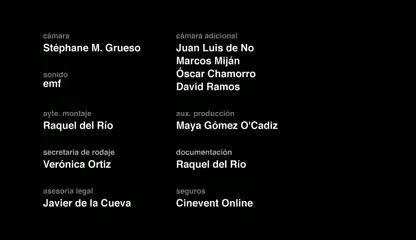 cámara
Stéphane M. Grueso
cámara adicional
Juan Luis de No
Marcos Miján
Óscar Chamorro
David Ramos
sonido
emf
ayte. montaje
Raquel del Río
aux. producción
Maya Gómez O'Cadiz
secretaria de rodaje
Verónica Ortiz
documentación
Raquel del Río
asesoría legal
Javier de la Cueva
seguros
Cinevent Online